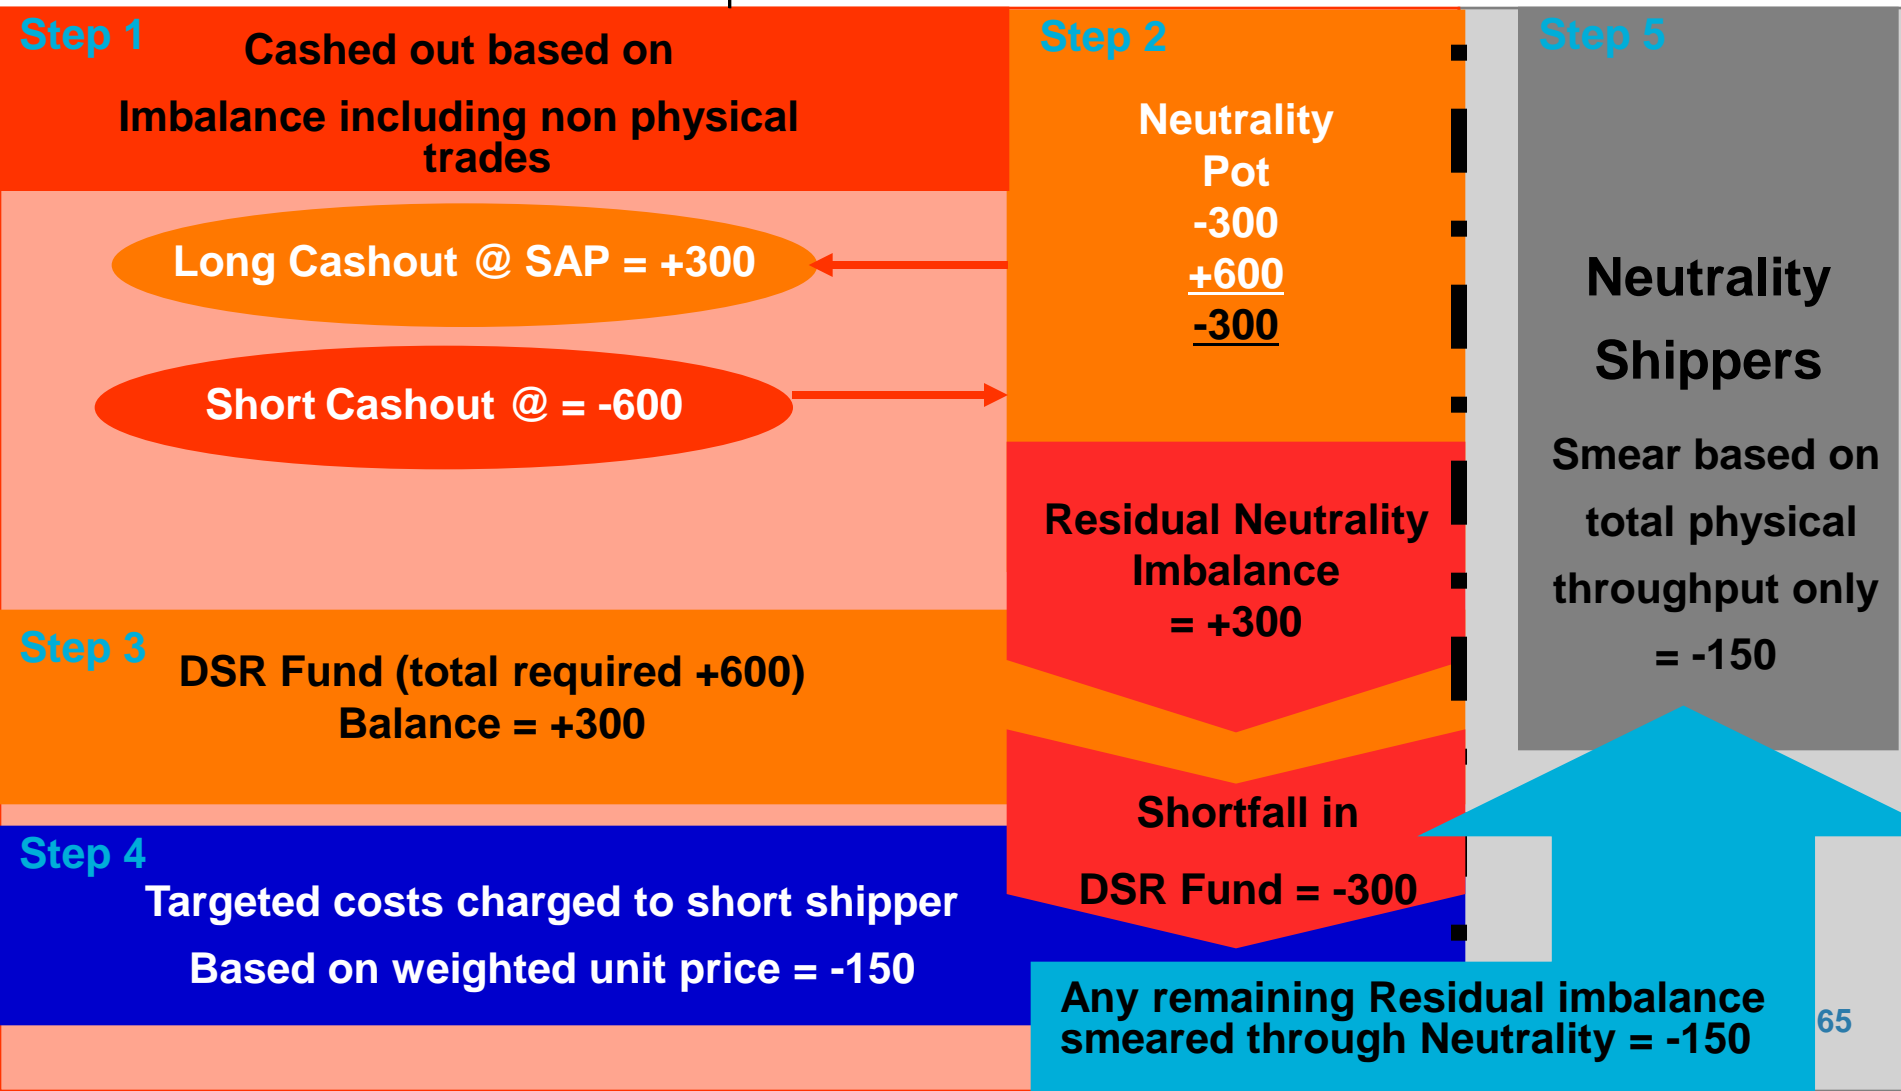 Step 1
Cashed out based on
Imbalance including non physical
trades
Long Cashout @ SAP = +300
Short Cashout @ = -600
Step 2
Neutrality
Pot
-300
+600
-300
Residual Neutrality
Imbalance
= +300
Step 3
DSR Fund (total required +600)
Balance = +300
Shortfall in
DSR Fund = -300
Step 4
Targeted costs charged to short shipper
Based on weighted unit price = -150
Any remaining Residual imbalance
smeared through Neutrality = -150
Step 5
Neutrality
Shippers
Smear based on
total physical
throughput only
= -150
65